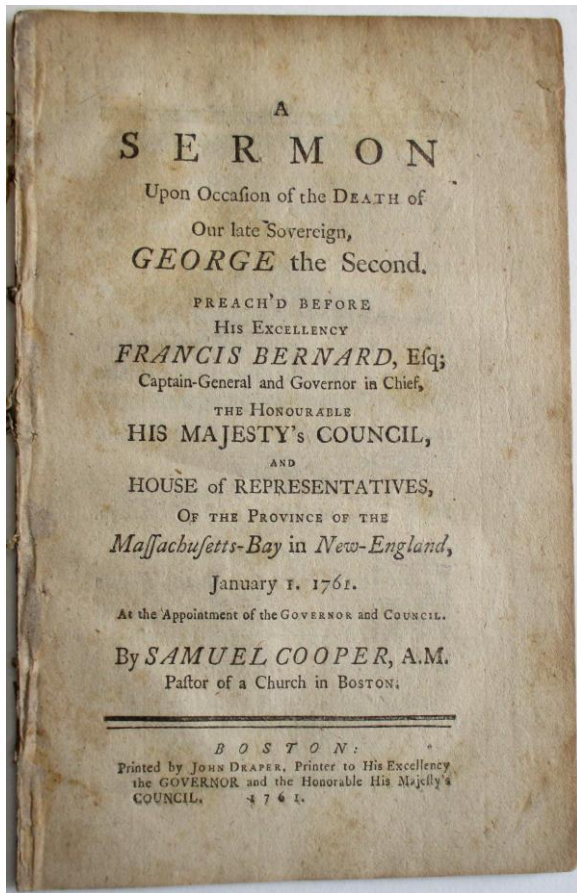 A
SERMON
Upon Occaſion of the DEATH of
Our late Sovereign,
GEORGE the Second.
PREACH'D BEFORE
HIS EXCELLENCY
FRANCIS BERNARD, Eſq;
Captain-General and Governor in Chief,
THE HONOURABLE
HIS MAJESTY's COUNCIL,
AND
HOUSE of REPRESENTATIVES,
OF THE PROVINCE OF THE
Maſſachuſetts-Bay in New-England,
January 1. 1761.
At the Appointment of the GOVERNOR and COUNCIL.
By SAMUEL COOPER, A.M.
Paſtor of a Church in BOSTON.
BOSTON:
Printed by JOHN DRAPER, Printer to His Excellency
the GOVERNOR and the Honorable His Majeſty's
COUNCIL. 1761.